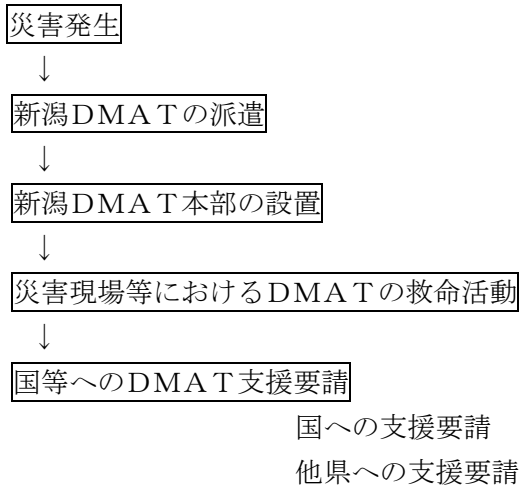 災害発生
↓
新潟DMATの派遣
↓
新潟DMAT本部の設置
↓
災害現場等におけるDMATの救命活動
↓
国等へのDMAT支援要請
国への支援要請
他県への支援要請